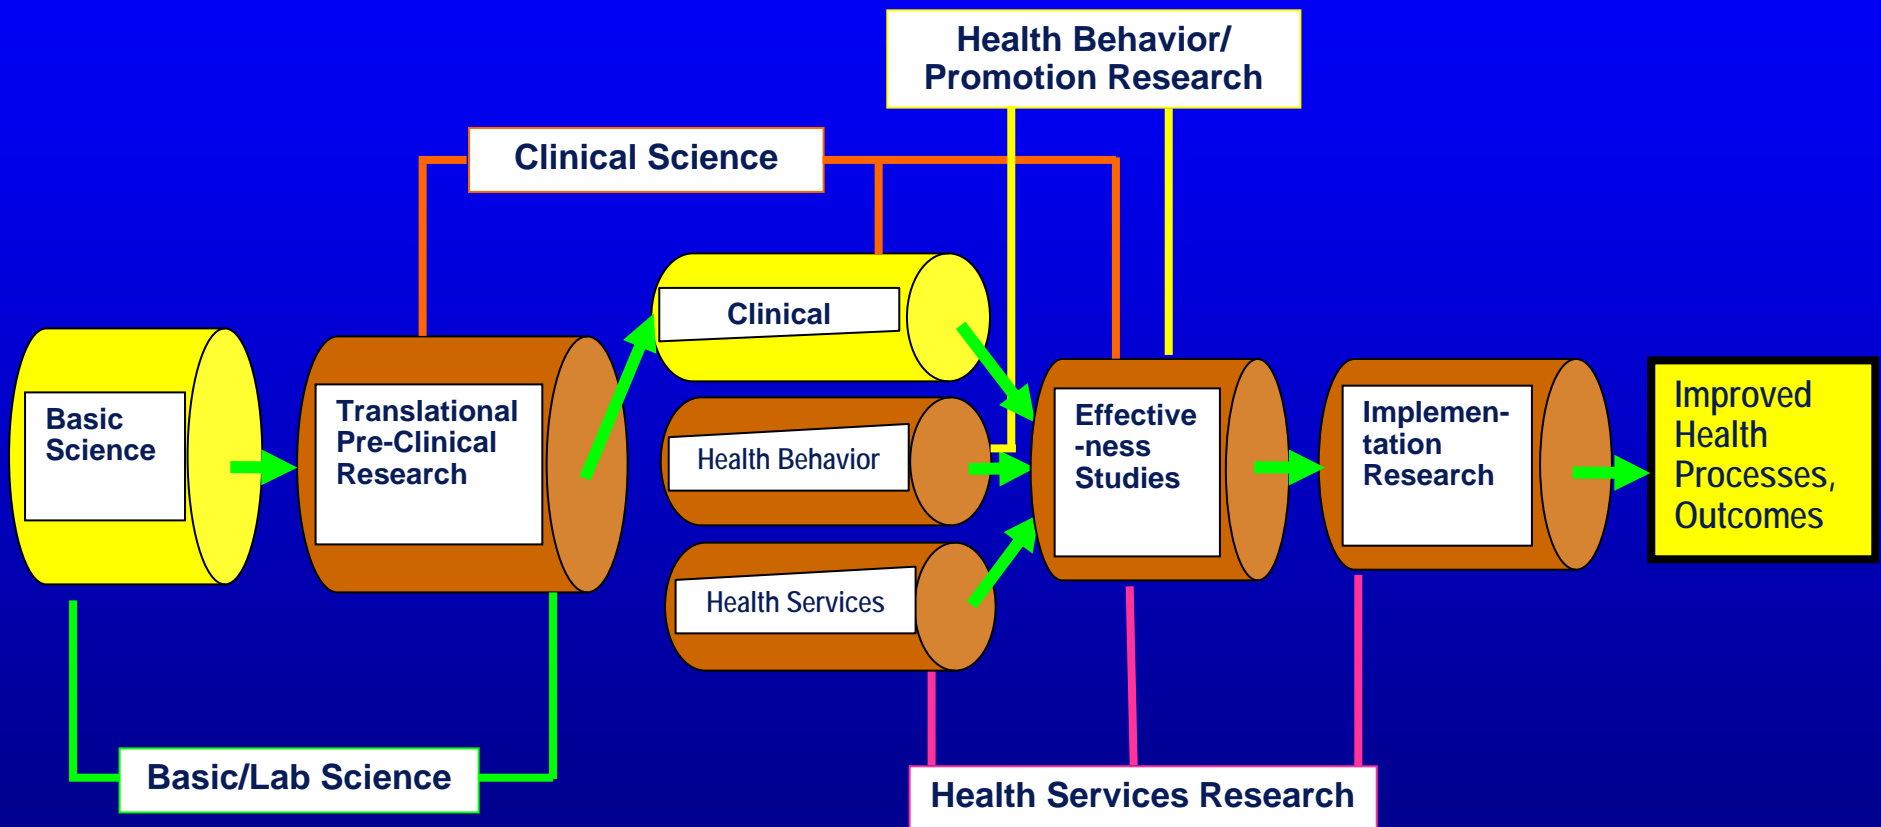 Health Behavior/
Promotion Research
Clinical Science
Clinical
Basic
Science
Translational
Pre-Clinical
Research
Health Behavior
Health Services
Effective
-ness
Studies
Implemen-
tation
Research
Improved
Health
Processes,
Outcomes
Basic/Lab Science
Health Services Research